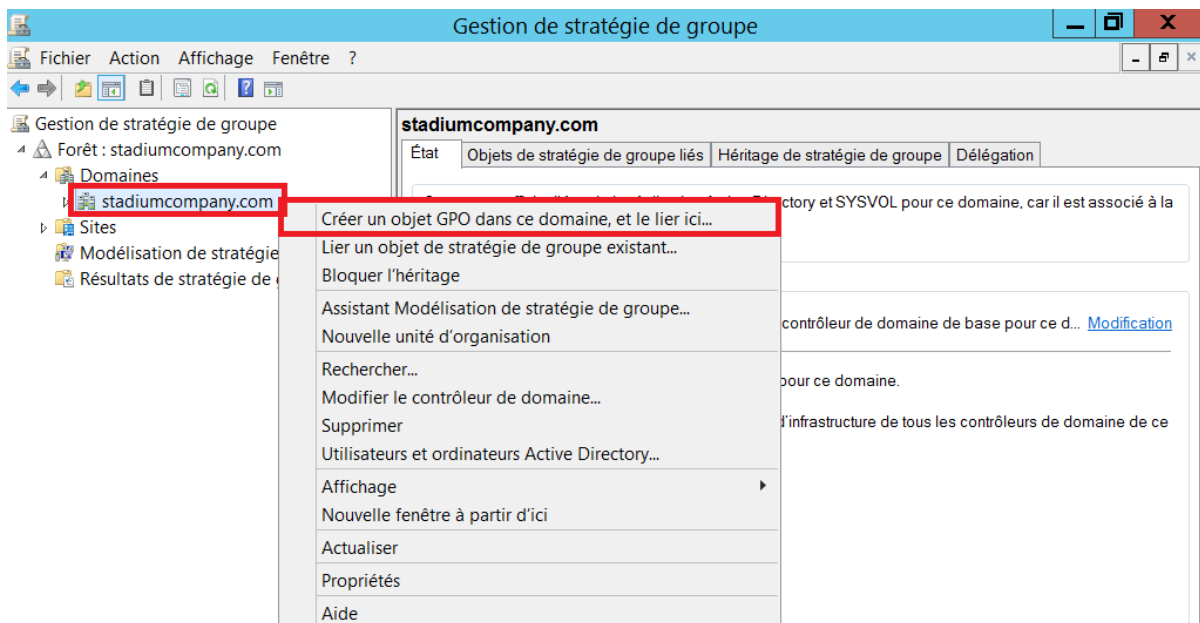 Gestion de stratégie de groupe
Fichier Action Affichage Fenêtre ?
Gestion de stratégie de groupe
Forêt : stadiumcompany.com
Domaines
stadiumcompany.com
Sites
Modélisation de stratégie
Résultats de stratégie de
stadiumcompany.com
État
Objets de stratégie de groupe liés
Héritage de stratégie de groupe
Délégation
ctory et SYSVOL pour ce domaine, car il est associé à la
contrôleur de domaine de base pour ce d... Modification
pour ce domaine.
d'infrastructure de tous les contrôleurs de domaine de ce
Créer un objet GPO dans ce domaine, et le lier ici...
Lier un objet de stratégie de groupe existant...
Bloquer l'héritage
Assistant Modélisation de stratégie de groupe...
Nouvelle unité d'organisation
Rechercher...
Modifier le contrôleur de domaine...
Supprimer
Utilisateurs et ordinateurs Active Directory...
Affichage
Nouvelle fenêtre à partir d'ici
Actualiser
Propriétés
Aide